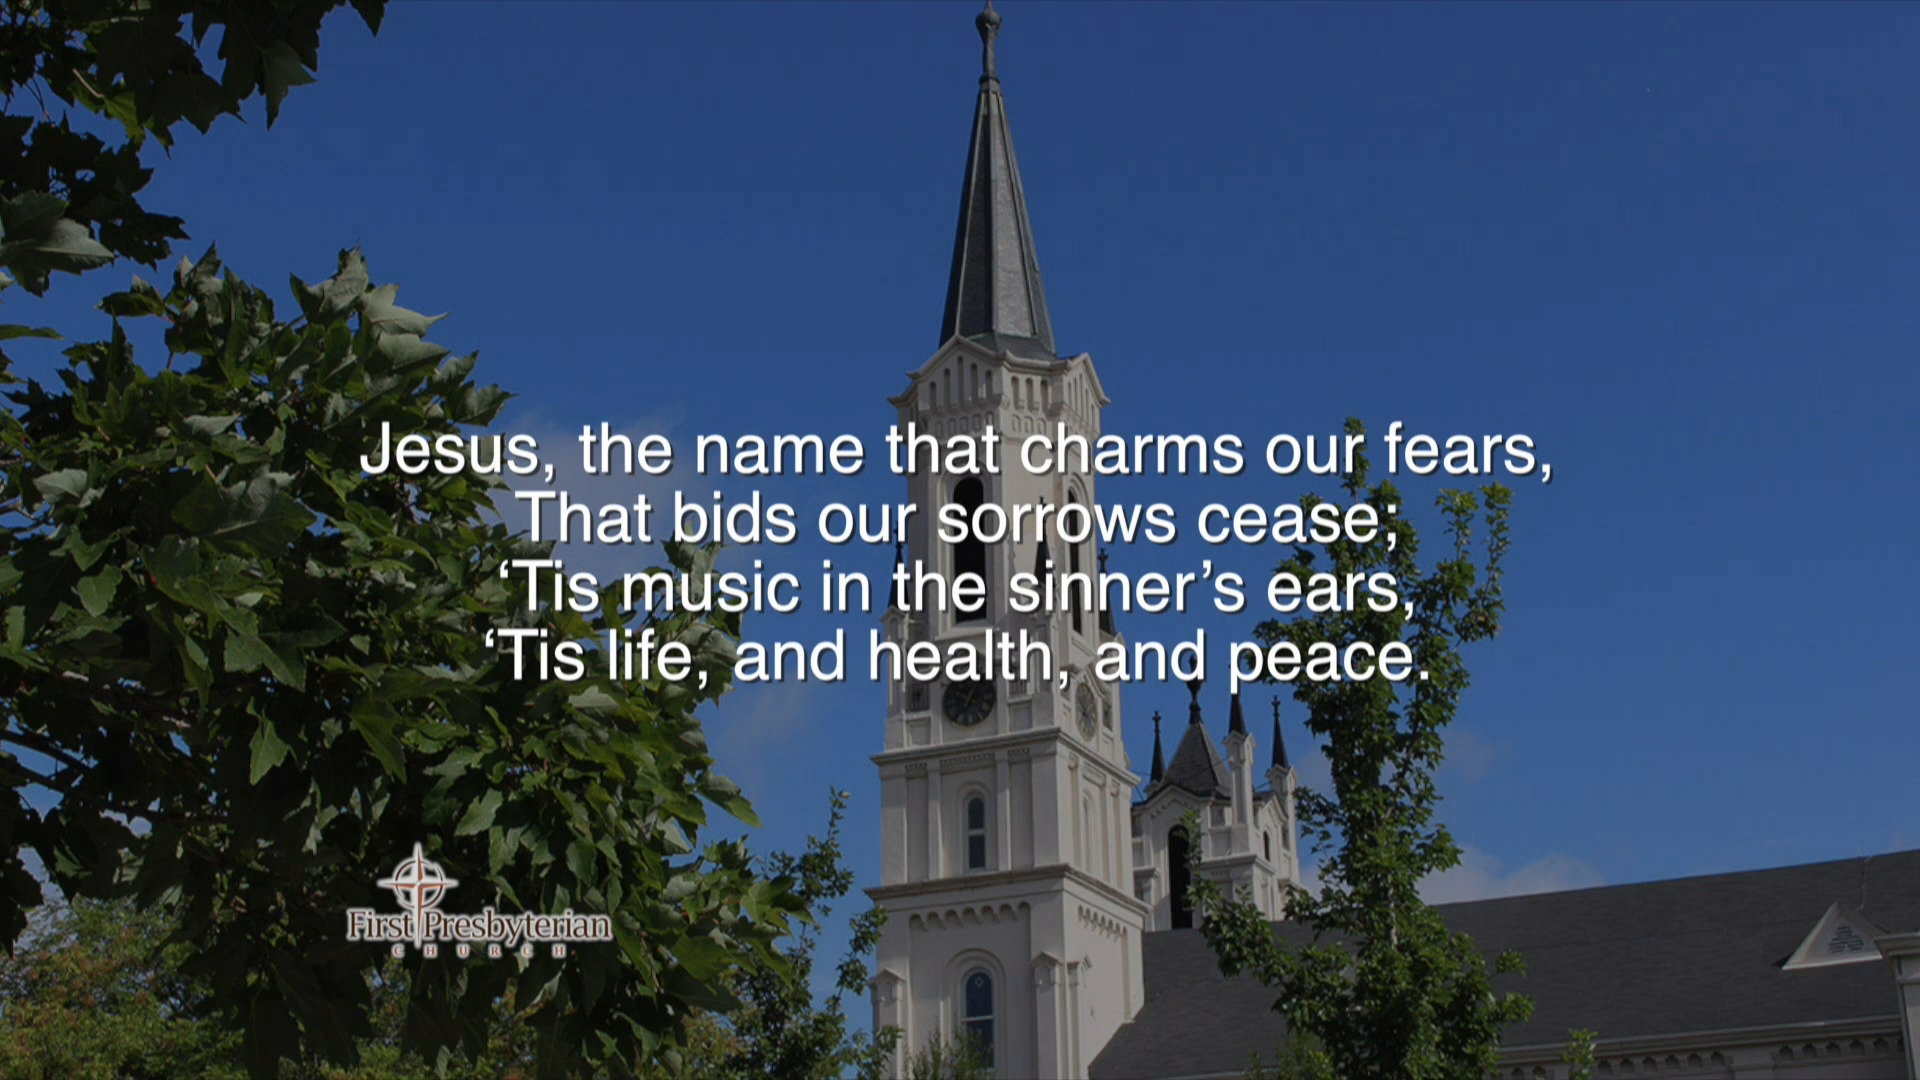 Jesus, the name that charms our fears,
That bids our sorrows cease;
‘Tis music in the sinner’s ears,
‘Tis life, and health, and peace.
First Presbyterian
CHURCH